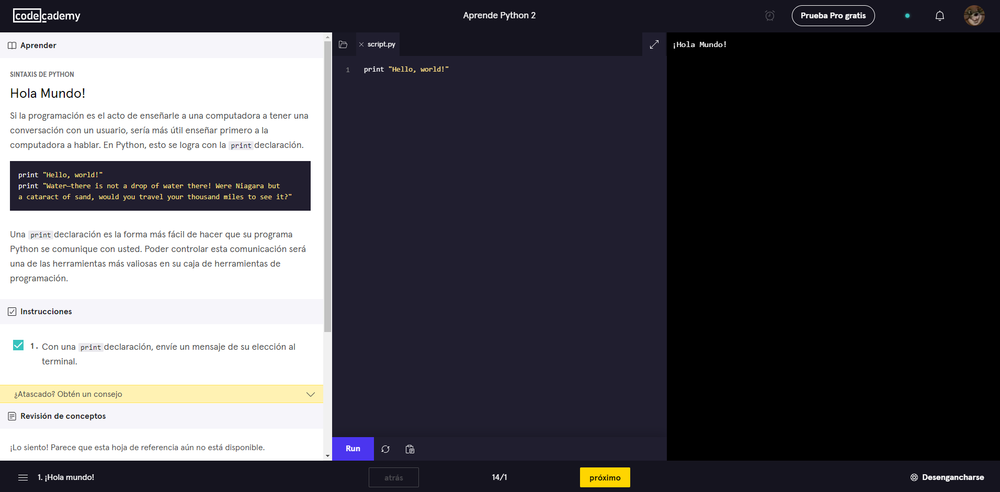 codecademy
Aprende Python 2
Prueba Pro gratis
Aprender
SINTAXIS DE PYTHON
Hola Mundo!
Si la programación es el acto de enseñarle a una computadora a tener una
conversación con un usuario, sería más útil enseñar primero a la
computadora a hablar. En Python, esto se logra con la print declaración.
print "Hello, world!"
print "Water—there is not a drop of water there! Were Niagara but
a cataract of sand, would you travel your thousand miles to see it?"
Una print declaración es la forma más fácil de hacer que su programa
Python se comunique con usted. Poder controlar esta comunicación será
una de las herramientas más valiosas en su caja de herramientas de
programación.
Instrucciones
1. Con una print declaración, envíe un mensaje de su elección al
terminal.
¿Atascado? Obtén un consejo
Revisión de conceptos
¡Lo siento! Parece que esta hoja de referencia aún no está disponible.
script.py
1 print "Hello, world!"
Run
¡Hola Mundo!
1. ¡Hola mundo!
atrás
14/1
próximo
Desengancharse